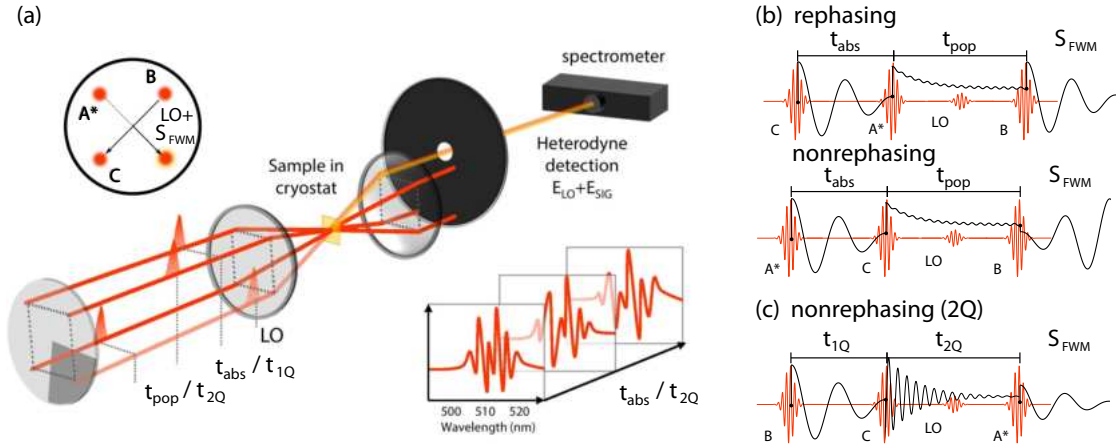 (a)
B
A*
LO+
S_FWM
C
Sample in
cryostat
spectrometer
Heterodyne
detection
E_LO+E_SIG
LO
t_abs / t_1Q
t_pop / t_2Q
500 510 520
Wavelength (nm)
t_abs / t_2Q
(b) rephasing
t_abs t_pop S_FWM
C A* LO B
nonrephasing
t_abs t_pop S_FWM
A* C LO B
(c) nonrephasing (2Q)
t_1Q t_2Q S_FWM
B C LO A*